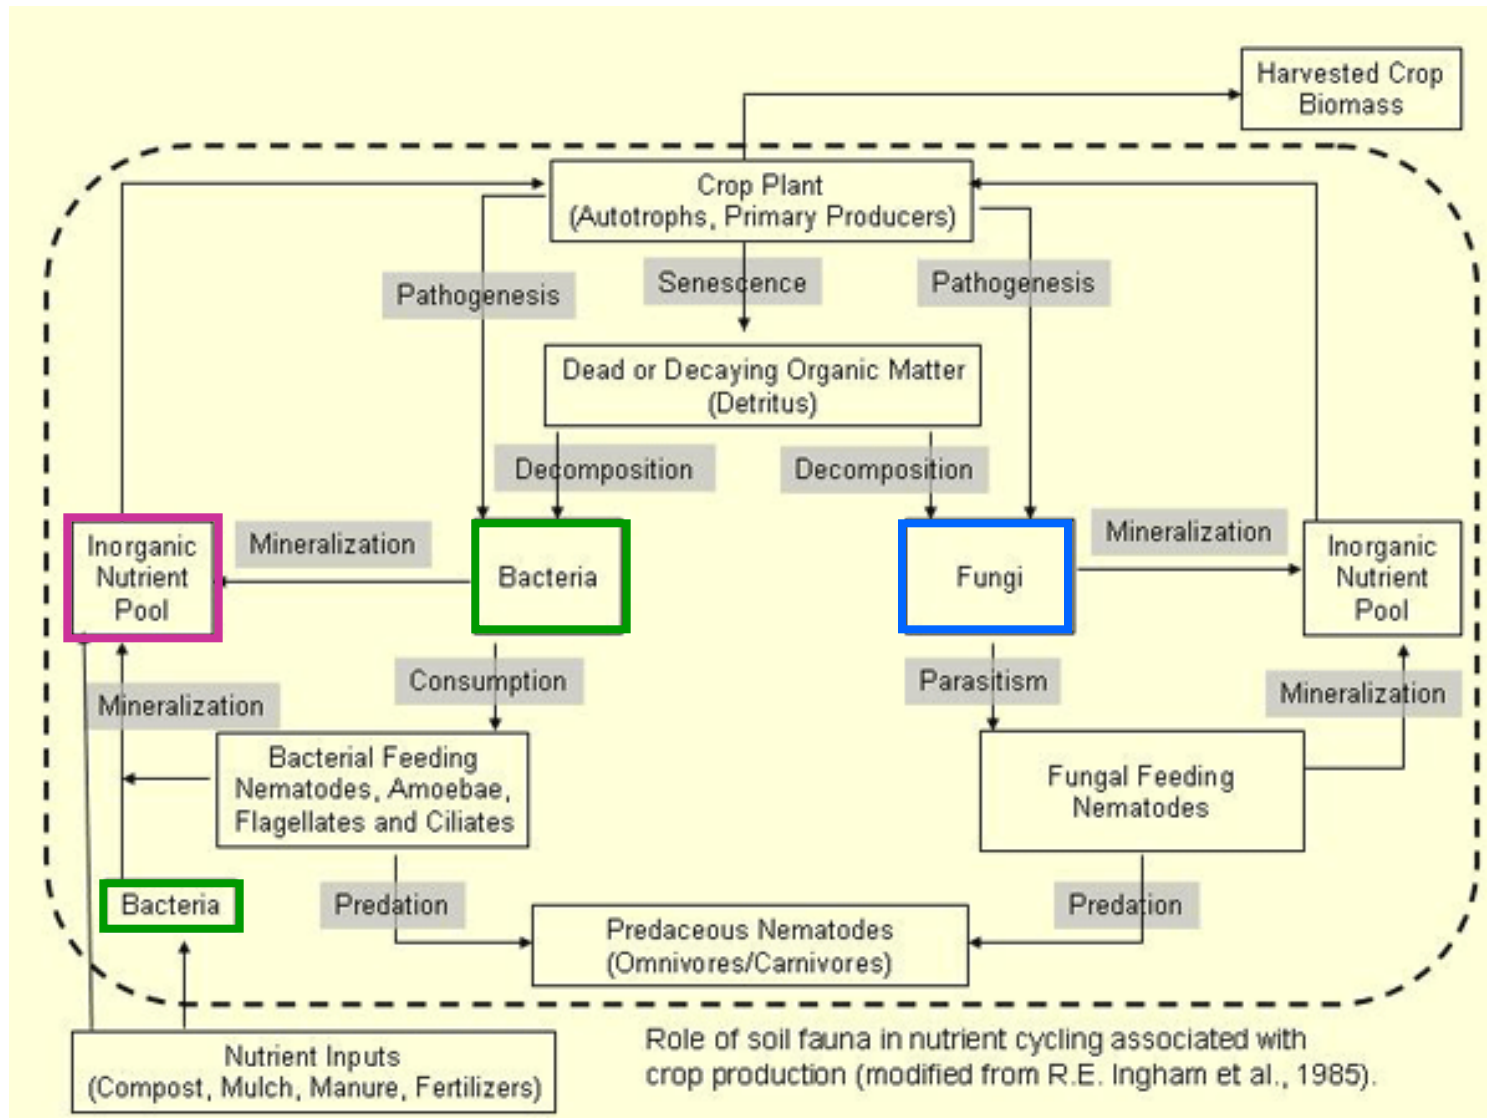 Harvested Crop
Biomass
Crop Plant
(Autotrophs, Primary Producers)
Pathogenesis
Senescence
Pathogenesis
Dead or Decaying Organic Matter
(Detritus)
Decomposition
Decomposition
Inorganic
Nutrient
Pool
Mineralization
Bacteria
Fungi
Mineralization
Inorganic
Nutrient
Pool
Mineralization
Consumption
Parasitism
Mineralization
Bacterial Feeding
Nematodes, Amoebae,
Flagellates and Ciliates
Fungal Feeding
Nematodes
Bacteria
Predation
Predation
Predaceous Nematodes
(Omnivores/Carnivores)
Nutrient Inputs
(Compost, Mulch, Manure, Fertilizers)
Role of soil fauna in nutrient cycling associated with
crop production (modified from R.E. Ingham et al., 1985).